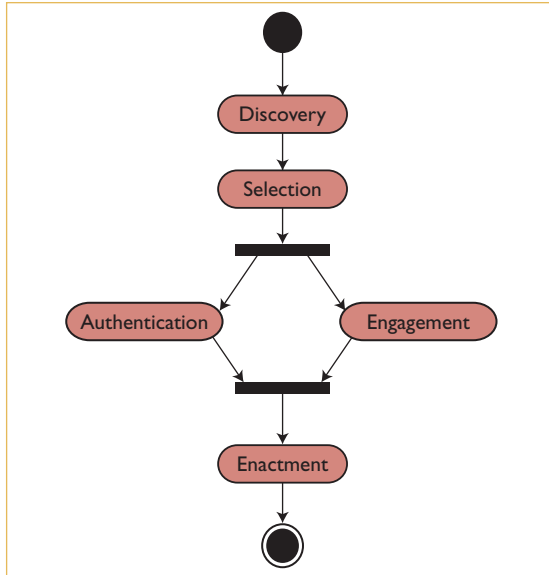 Discovery
Selection
Authentication
Engagement
Enactment